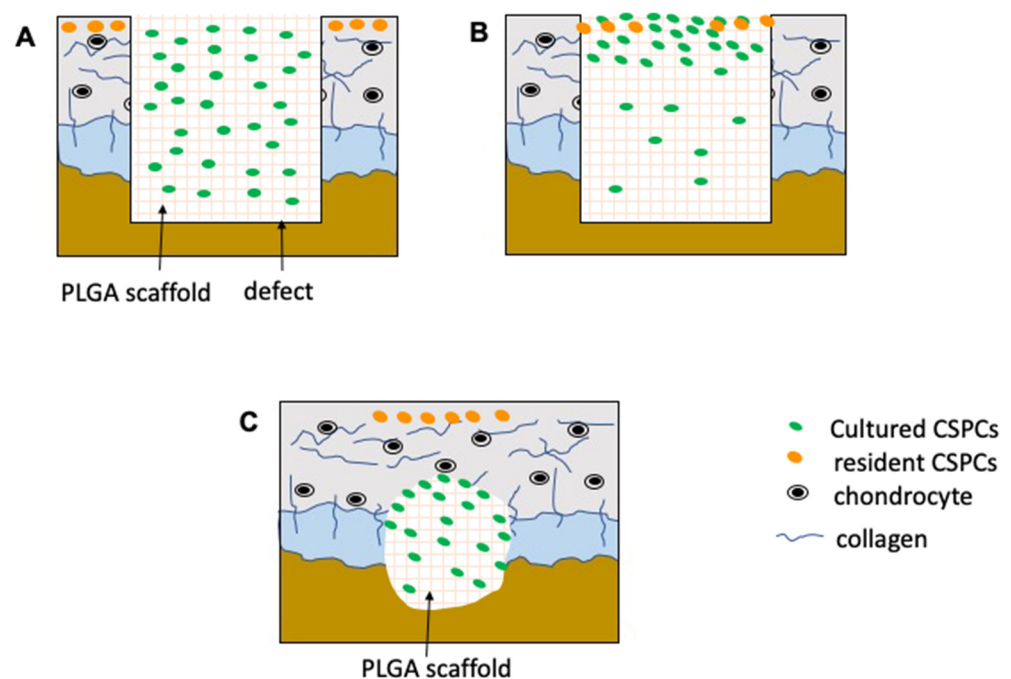 A
B
PLGA scaffold
defect
C
Cultured CSPCs
resident CSPCs
chondrocyte
collagen
PLGA scaffold